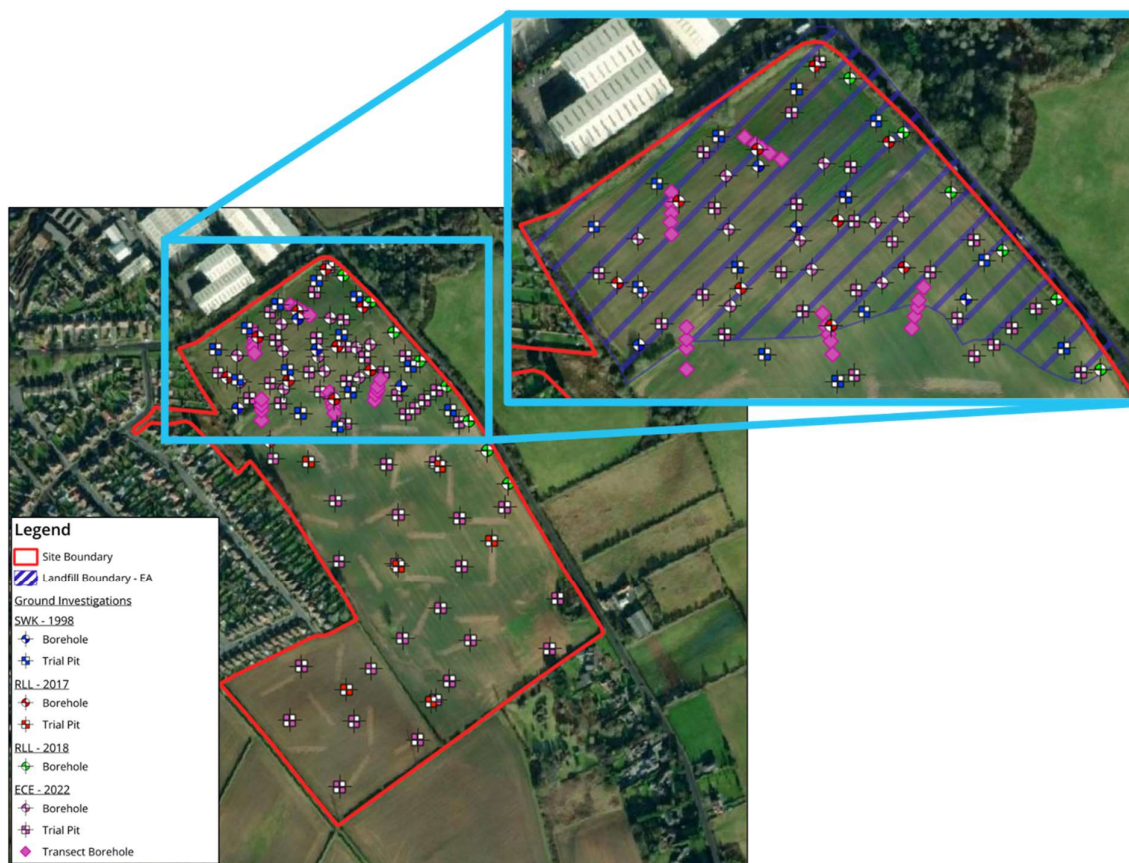 Legend
Site Boundary
Landfill Boundary - EA
Ground Investigations
SWK - 1998
Borehole
Trial Pit
RLL - 2017
Borehole
Trial Pit
RLL - 2018
Borehole
ECE - 2022
Borehole
Trial Pit
Transect Borehole